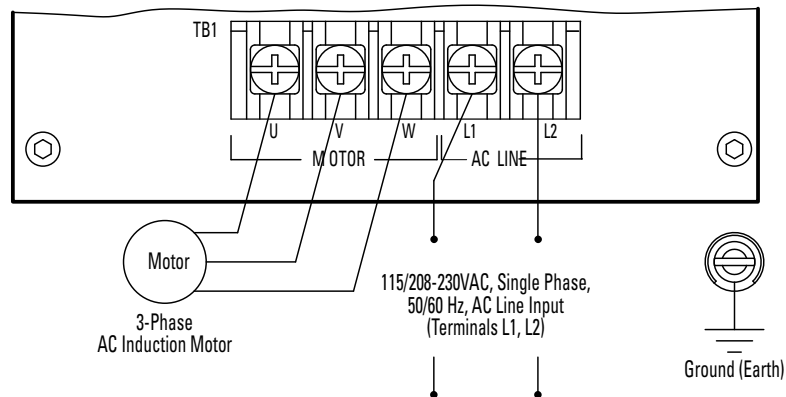 TB1
U V W L1 L2
MOTOR AC LINE
Motor
3-Phase
AC Induction Motor
115/208-230VAC, Single Phase,
50/60 Hz, AC Line Input
(Terminals L1, L2)
Ground (Earth)